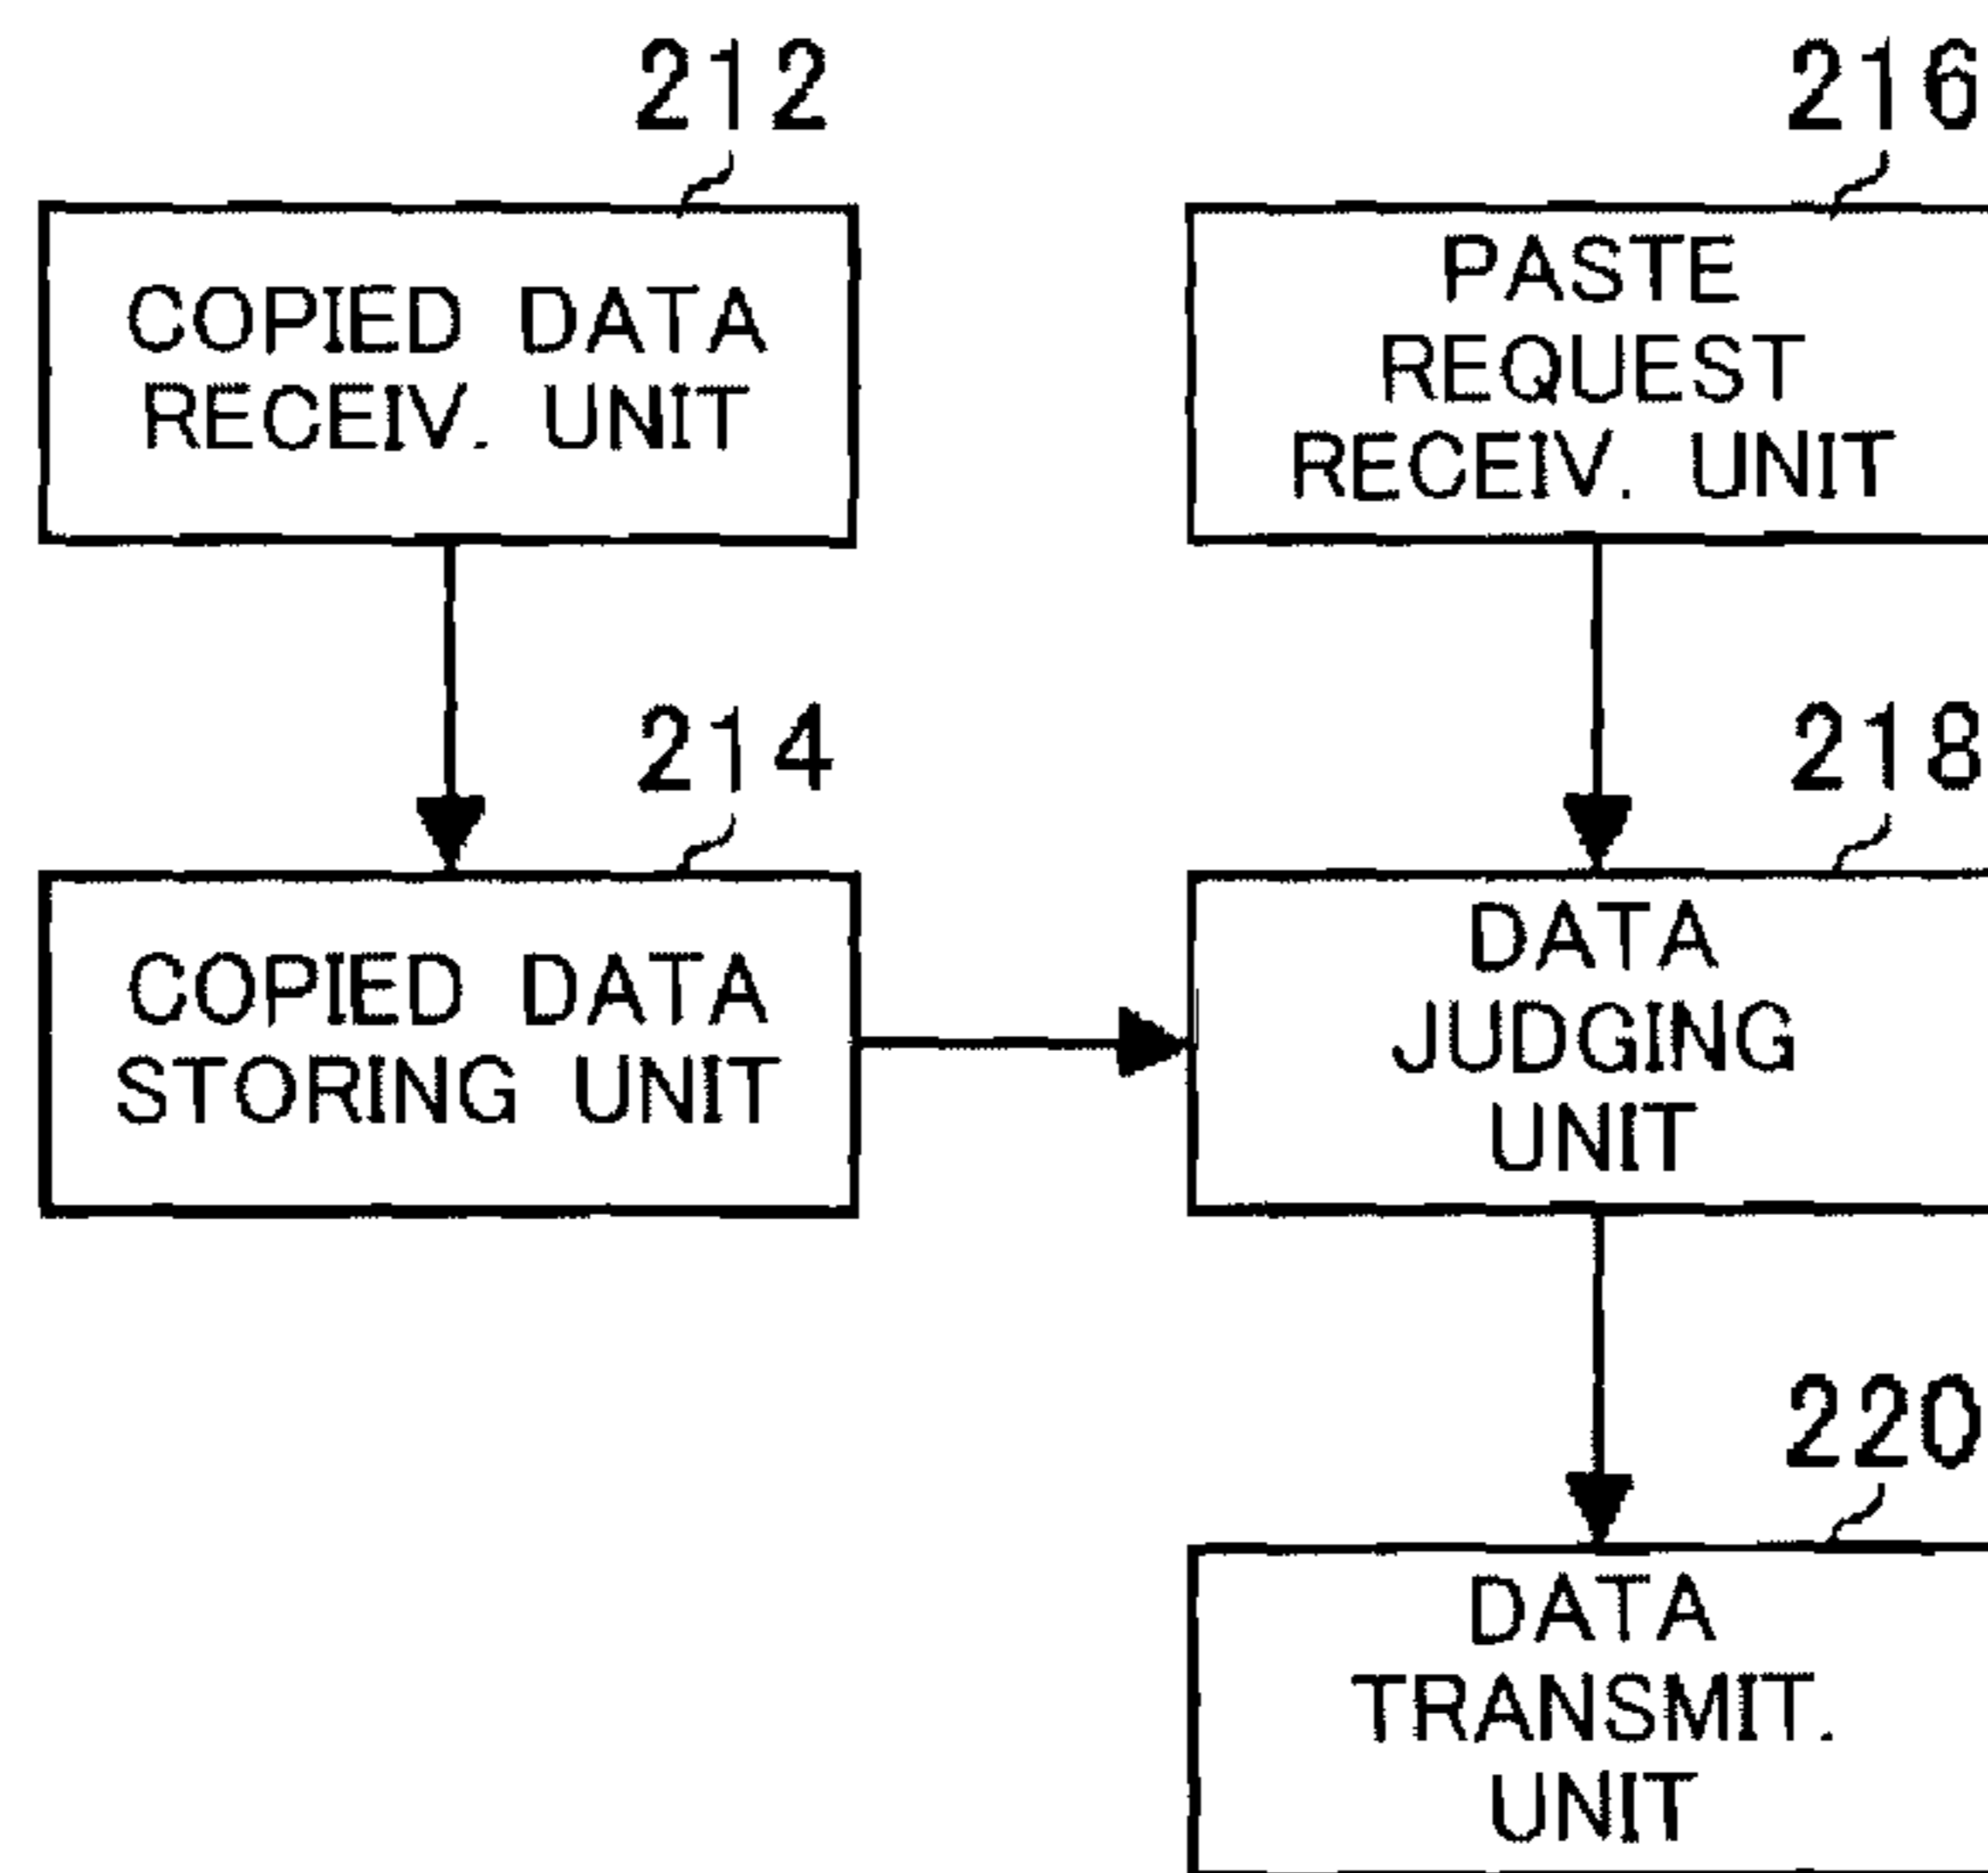 212
COPIED DATA
RECEIV. UNIT
216
PASTE
REQUEST
RECEIV. UNIT
214
COPIED DATA
STORING UNIT
218
DATA
JUDGING
UNIT
220
DATA
TRANSMIT.
UNIT